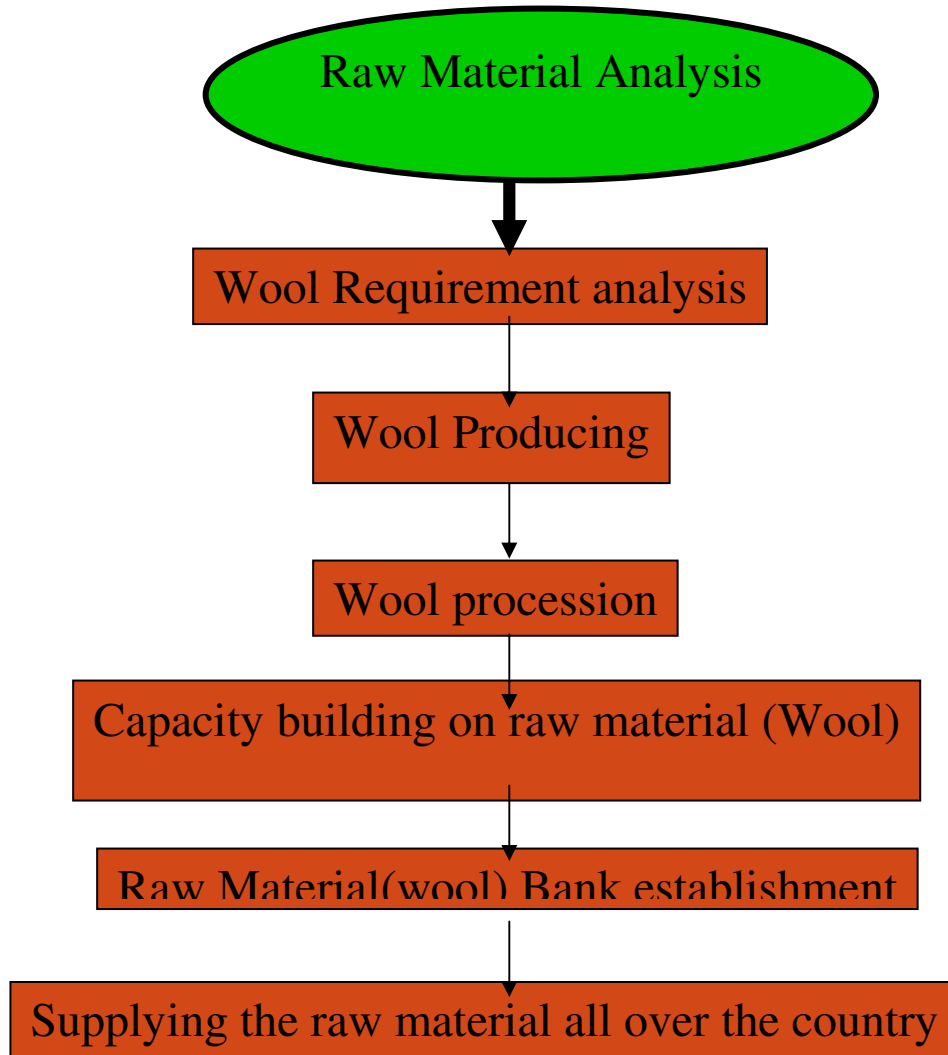 Raw Material Analysis
Wool Requirement analysis
Wool Producing
Wool procession
Capacity building on raw material (Wool)
Raw Material(wool) Bank establishment
Supplying the raw material all over the country